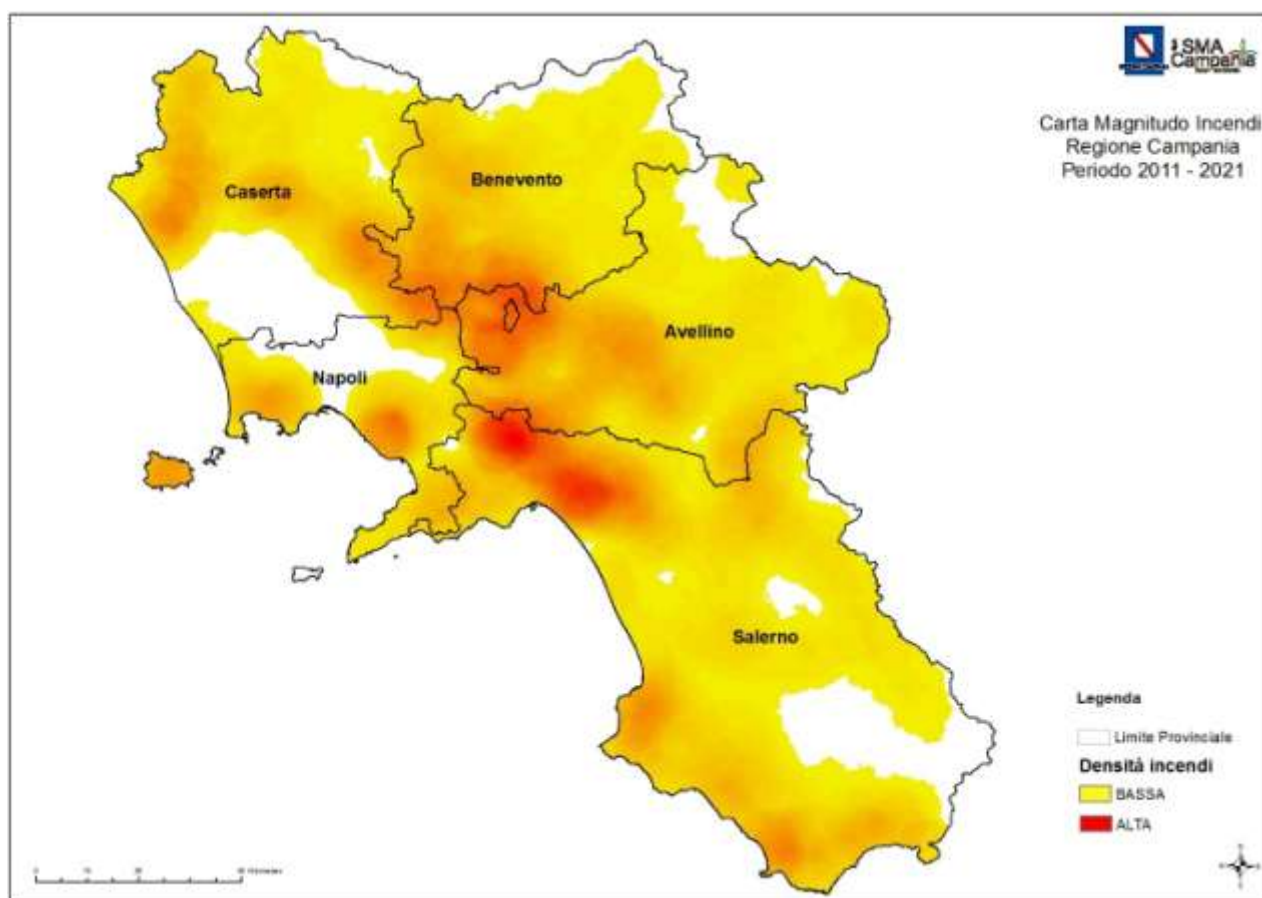 SMA
Campania
Carta Magnitudo Incendi
Regione Campania
Periodo 2011 - 2021
Benevento
Caserta
Avellino
Napoli
Salerno
Legenda
Limite Provinciale
Densità incendi
BASSA
ALTA